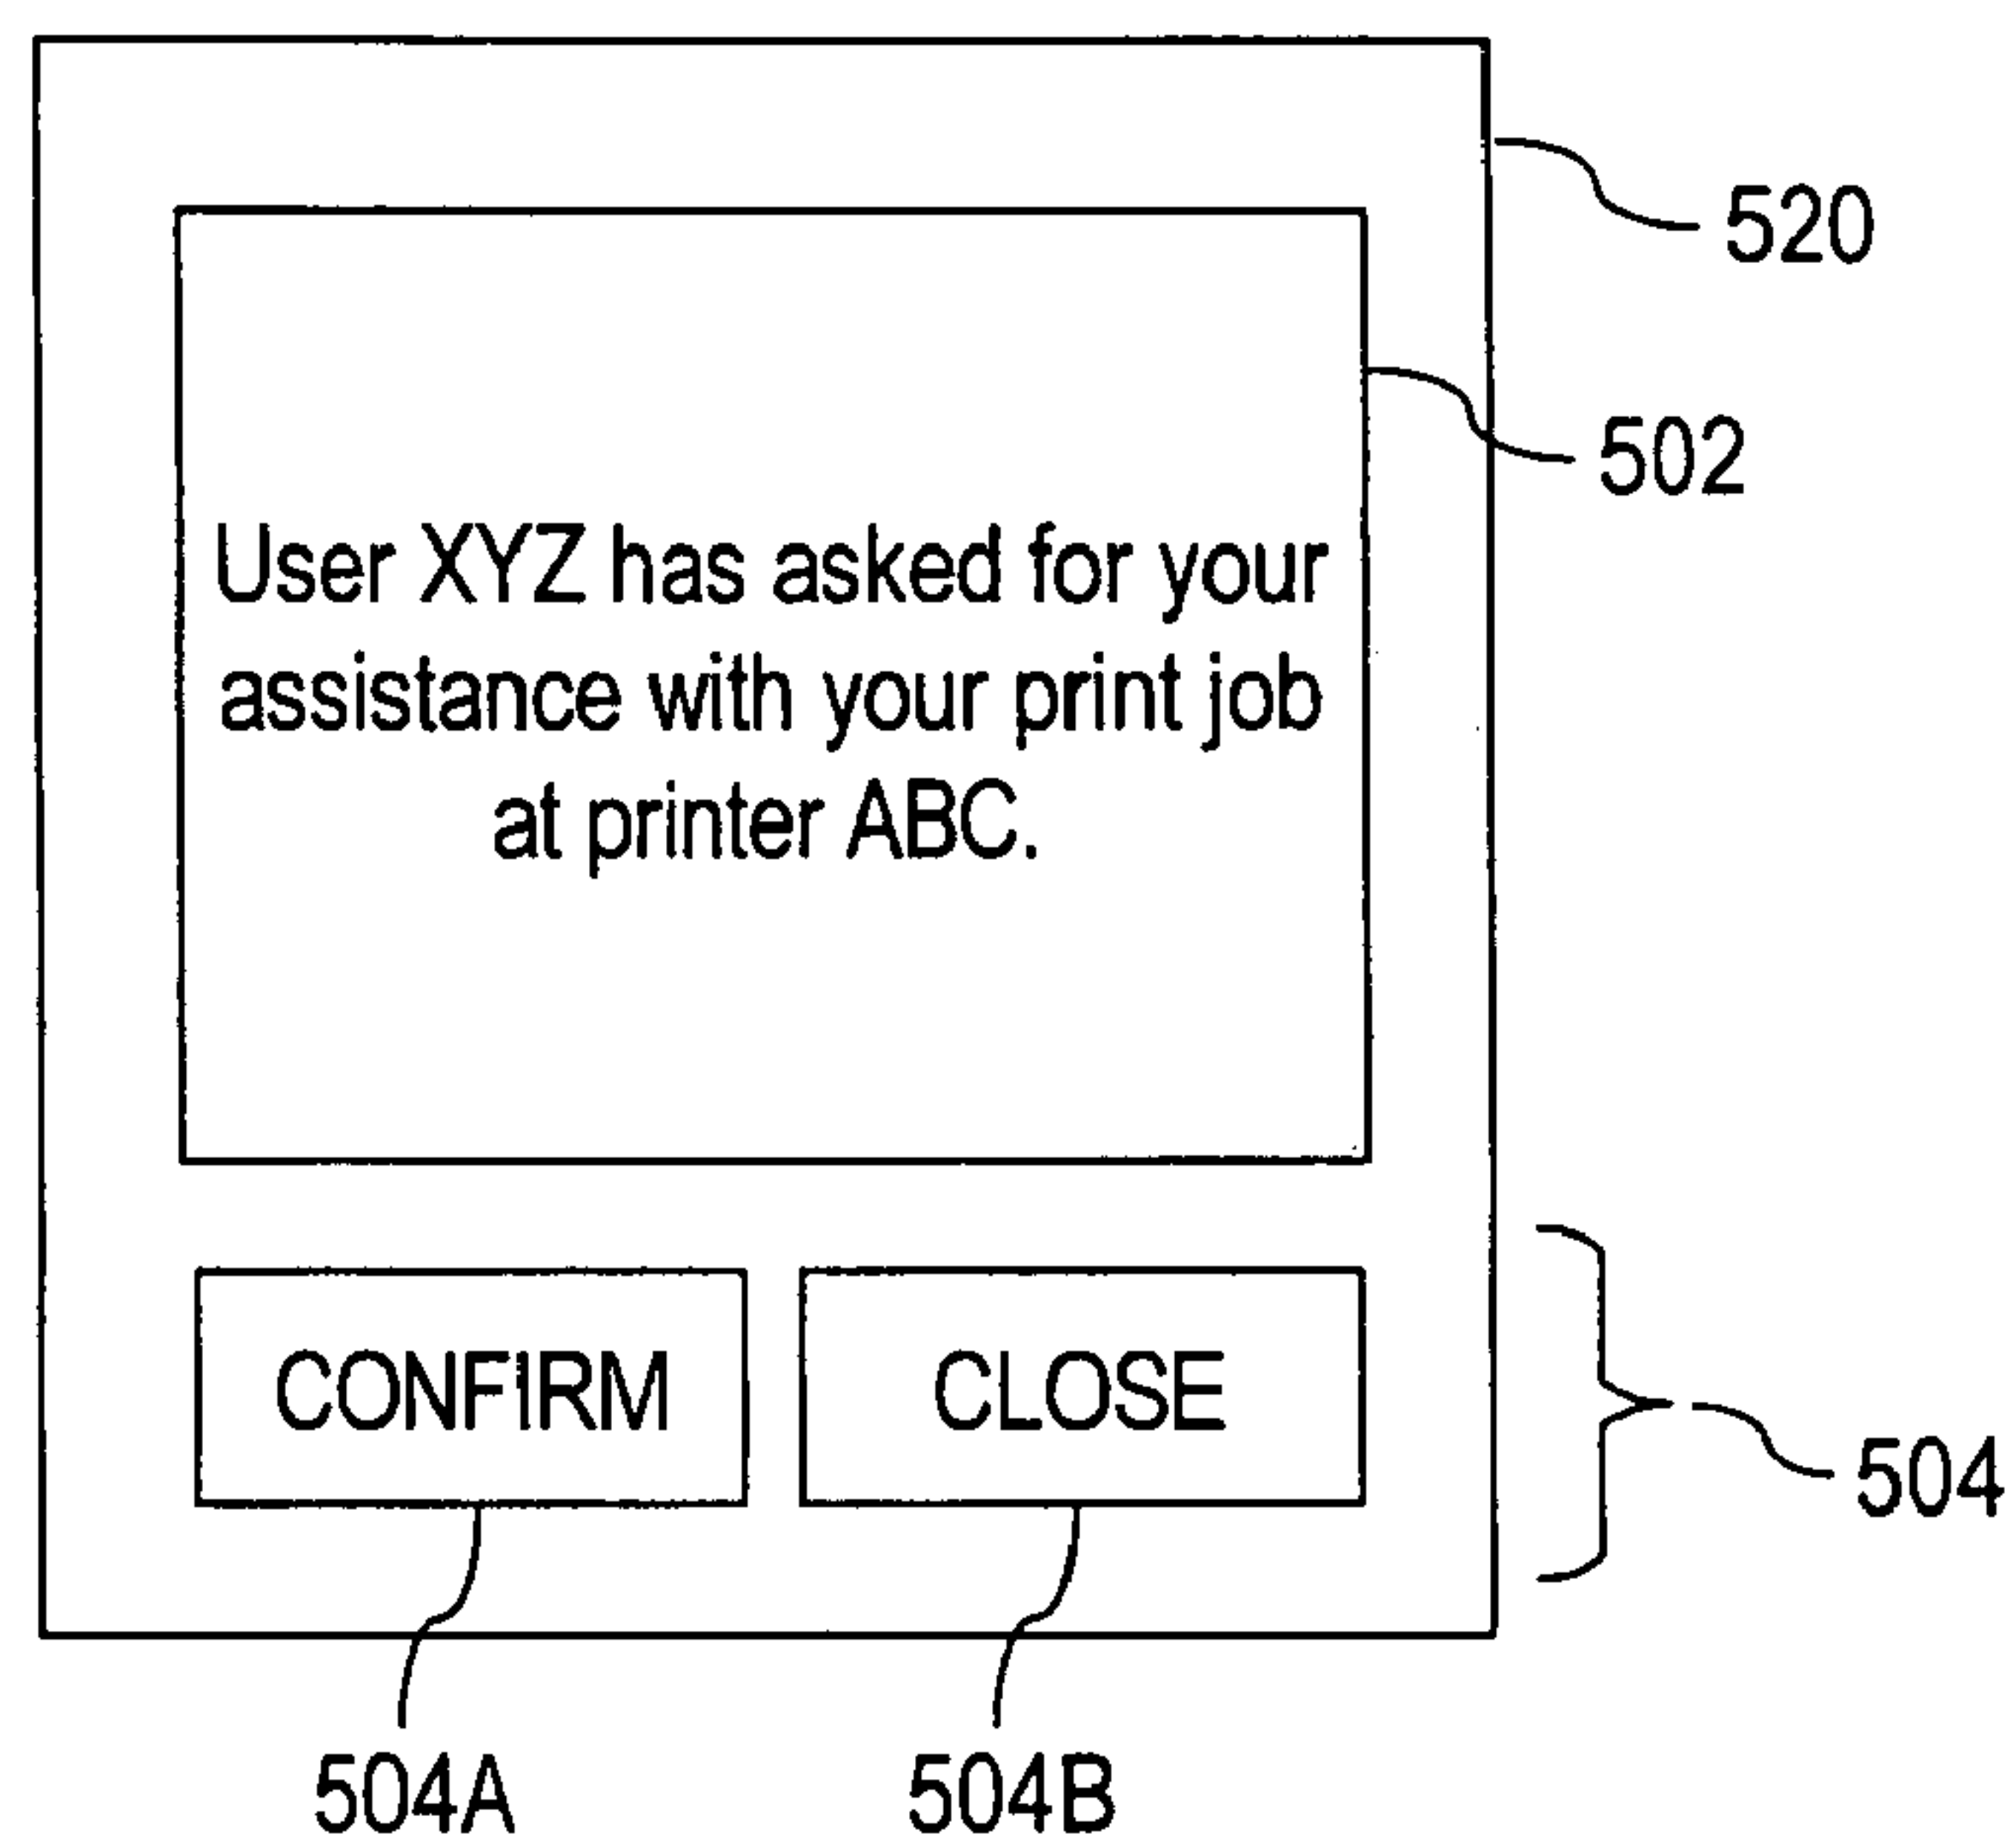 520
502
User XYZ has asked for your
assistance with your print job
at printer ABC.
CONFIRM
CLOSE
504
504A
504B